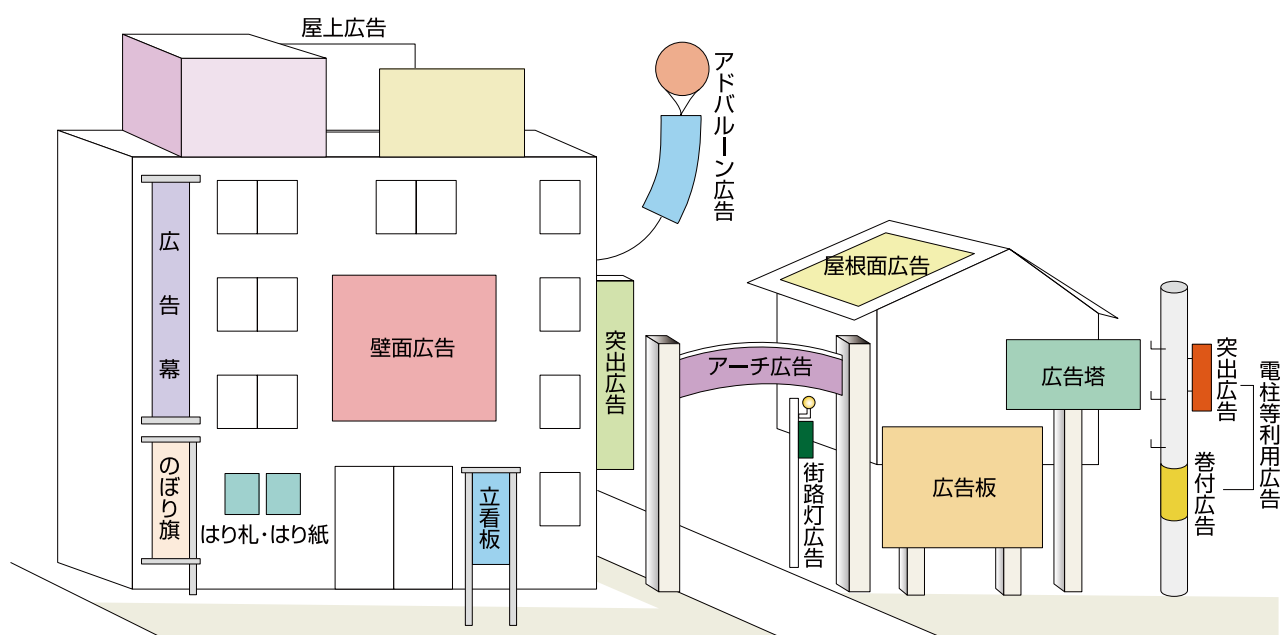 屋上広告
アドバルーン広告
広告幕
壁面広告
突出広告
のぼり旗
はり札・はり紙
立看板
屋根面広告
アーチ広告
街路灯広告
広告塔
広告板
突出広告
巻付広告
電柱等利用広告